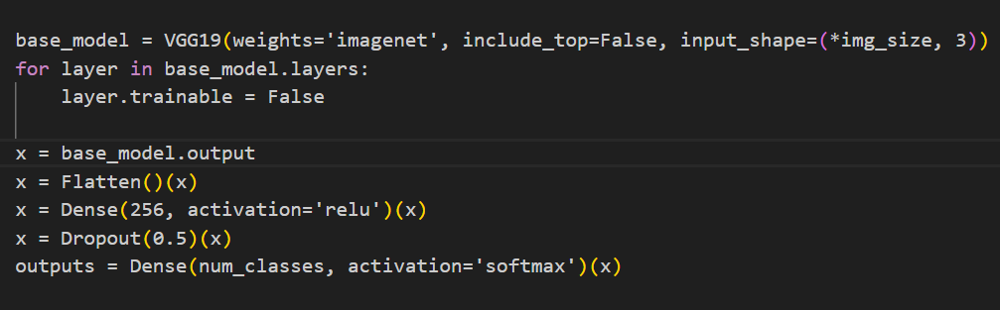 base_model = VGG19(weights='imagenet', include_top=False, input_shape=(*img_size, 3))
for layer in base_model.layers:
    layer.trainable = False
x = base_model.output
x = Flatten()(x)
x = Dense(256, activation='relu')(x)
x = Dropout(0.5)(x)
outputs = Dense(num_classes, activation='softmax')(x)